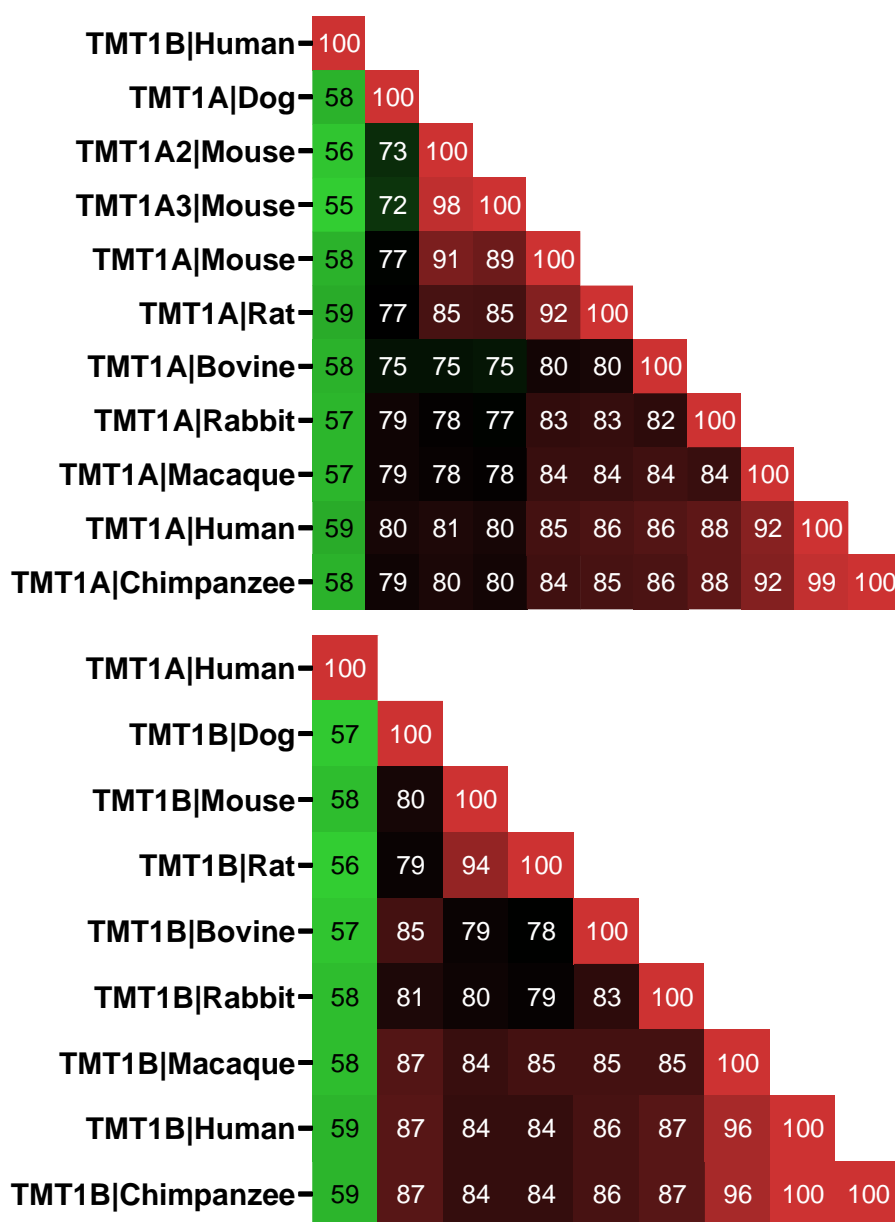 TMT1B|Human 100
TMT1A|Dog 58 100
TMT1A2|Mouse 56 73 100
TMT1A3|Mouse 55 72 98 100
TMT1A|Mouse 58 77 91 89 100
TMT1A|Rat 59 77 85 85 92 100
TMT1A|Bovine 58 75 75 75 80 80 100
TMT1A|Rabbit 57 79 78 77 83 83 82 100
TMT1A|Macaque 57 79 78 78 84 84 84 84 100
TMT1A|Human 59 80 81 80 85 86 86 88 92 100
TMT1A|Chimpanzee 58 79 80 80 84 85 86 88 92 99 100
TMT1A|Human 100
TMT1B|Dog 57 100
TMT1B|Mouse 58 80 100
TMT1B|Rat 56 79 94 100
TMT1B|Bovine 57 85 79 78 100
TMT1B|Rabbit 58 81 80 79 83 100
TMT1B|Macaque 58 87 84 85 85 85 100
TMT1B|Human 59 87 84 84 86 87 96 100
TMT1B|Chimpanzee 59 87 84 84 86 87 96 100 100